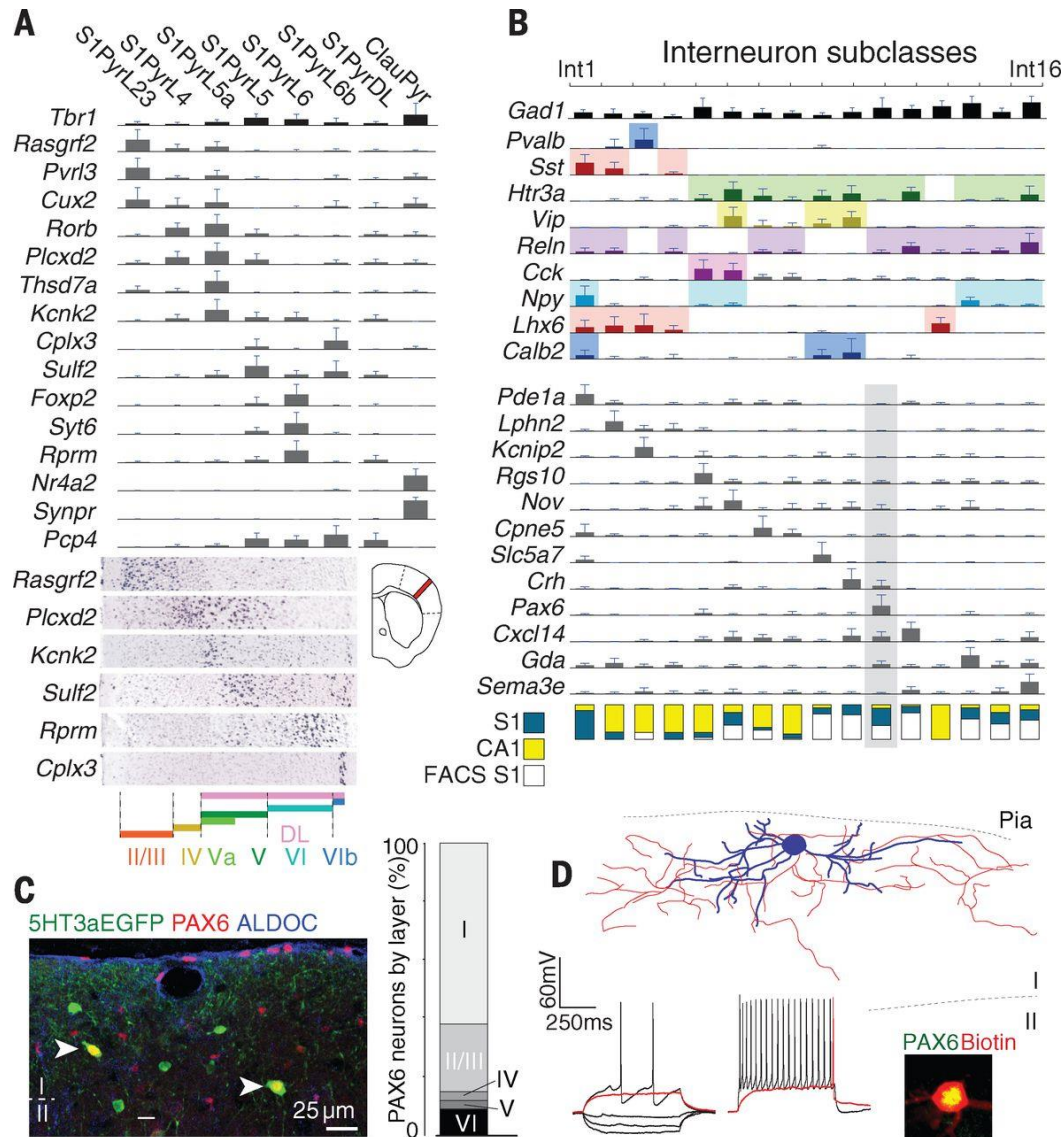 A
S1PyrL23
S1PyrL4
S1PyrL5a
S1PyrL5
S1PyrL6
S1PyrL6b
S1PyrDL
ClauPyr
Tbr1
Rasgrf2
Pvrl3
Cux2
Rorb
Plcxd2
Thsd7a
Kcnk2
Cplx3
Sulf2
Foxp2
Syt6
Rprm
Nr4a2
Synpr
Pcp4
Rasgrf2
Plcxd2
Kcnk2
Sulf2
Rprm
Cplx3
DL
II/III IV Va V VI VIb
B
Interneuron subclasses
Int1 Int16
Gad1
Pvalb
Sst
Htr3a
Vip
Reln
Cck
Npy
Lhx6
Calb2
Pde1a
Lphn2
Kcnip2
Rgs10
Nov
Cpne5
Slc5a7
Crh
Pax6
Cxcl14
Gda
Sema3e
S1
CA1
FACS S1
C
5HT3aEGFP PAX6 ALDOC
I
II
25 µm
PAX6 neurons by layer (%)
100
0
I
II/III
IV
V
VI
D
Pia
I
II
60mV
250ms
PAX6 Biotin